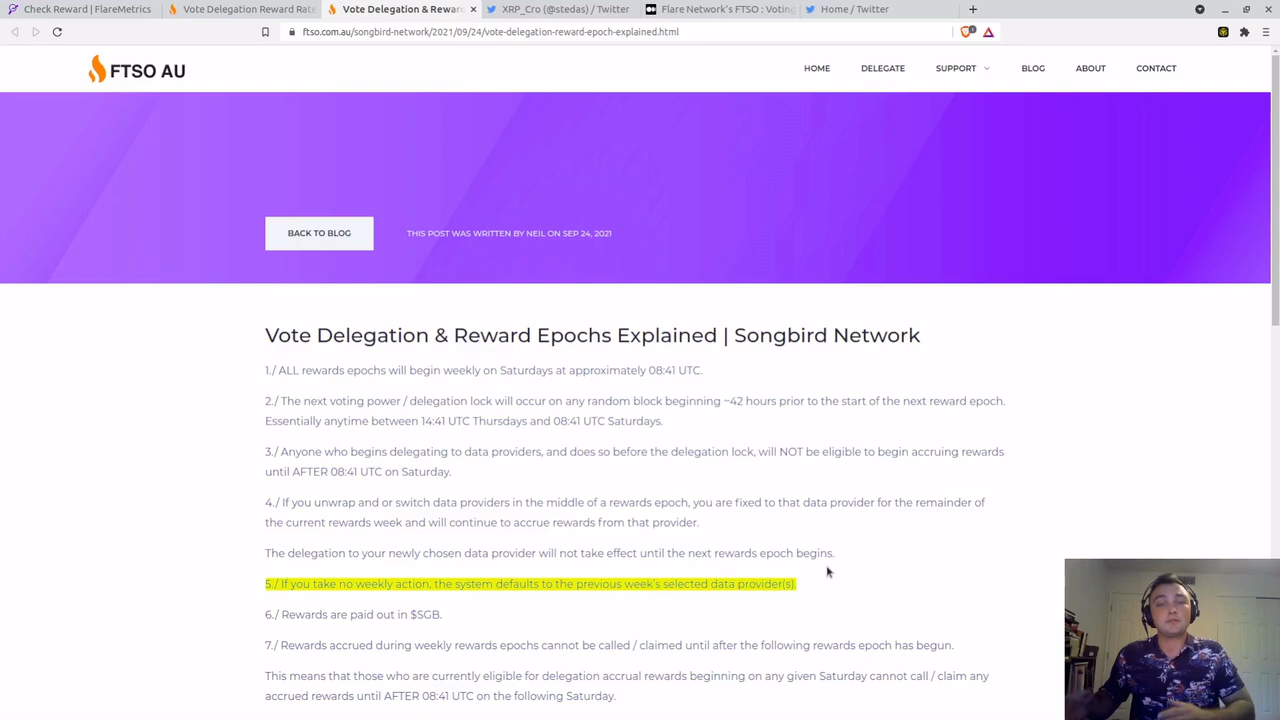 Check Reward | FlareMetrics
Vote Delegation Reward Rate
Vote Delegation & Rewar
XRP_Cro (@stedas) / Twitter
Flare Network's FTSO : Voting
Home / Twitter
ftso.com.au/songbird-network/2021/09/24/vote-delegation-reward-epoch-explained.html
FTSO AU
HOME
DELEGATE
SUPPORT
BLOG
ABOUT
CONTACT
BACK TO BLOG
THIS POST WAS WRITTEN BY NEIL ON SEP 24, 2021
Vote Delegation & Reward Epochs Explained | Songbird Network
1./ ALL rewards epochs will begin weekly on Saturdays at approximately 08:41 UTC.
2./ The next voting power / delegation lock will occur on any random block beginning ~42 hours prior to the start of the next reward epoch.
Essentially anytime between 14:41 UTC Thursdays and 08:41 UTC Saturdays.
3./ Anyone who begins delegating to data providers, and does so before the delegation lock, will NOT be eligible to begin accruing rewards
until AFTER 08:41 UTC on Saturday.
4./ If you unwrap and or switch data providers in the middle of a rewards epoch, you are fixed to that data provider for the remainder of
the current rewards week and will continue to accrue rewards from that provider.
The delegation to your newly chosen data provider will not take effect until the next rewards epoch begins.
5./ If you take no weekly action, the system defaults to the previous week's selected data provider(s).
6./ Rewards are paid out in $SGB.
7./ Rewards accrued during weekly rewards epochs cannot be called / claimed until after the following rewards epoch has begun.
This means that those who are currently eligible for delegation accrual rewards beginning on any given Saturday cannot call / claim any
accrued rewards until AFTER 08:41 UTC on the following Saturday.